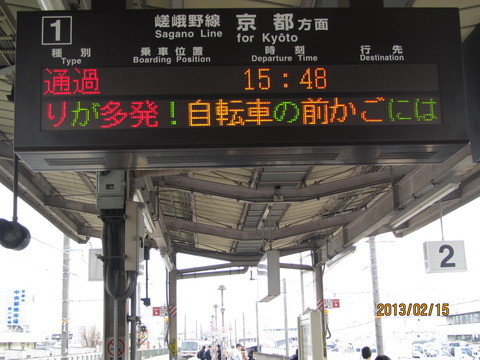 1 嵯峨野線 京都 方面
Sagano Line for Kyōto
種別 乗車位置 時刻 行先
Type Boarding Position Departure Time Destination
通過 15:48
りが多発!自転車の前かごには
2
2013/02/15